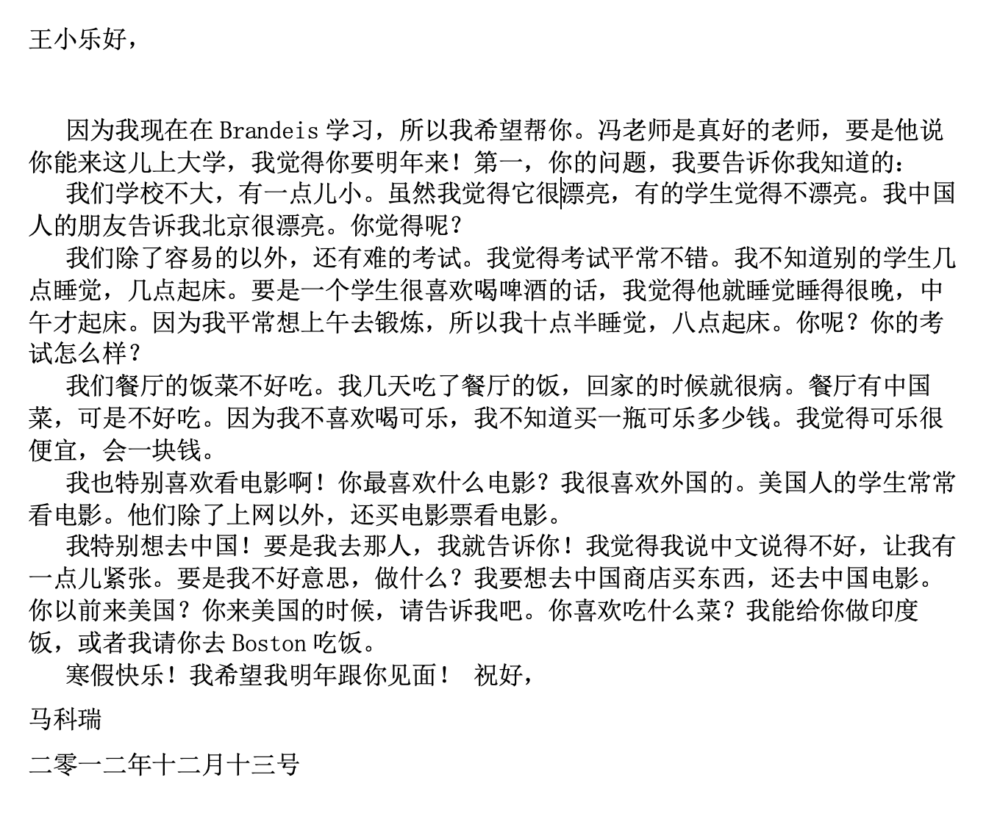 王小乐好，
因为我现在在 Brandeis 学习，所以我希望帮你。冯老师是真好的老师，要是他说
你能来这儿上大学，我觉得你要明年来！第一，你的问题，我要告诉你我知道的：
我们学校不大，有一点儿小。虽然我觉得它很漂亮，有的学生觉得不漂亮。我中国
人的朋友告诉我北京很漂亮。你觉得呢？
我们除了容易的以外，还有难的考试。我觉得考试平常不错。我不知道别的学生几
点睡觉，几点起床。要是一个学生很喜欢喝啤酒的话，我觉得他就睡觉睡得很晚，中
午才起床。因为我平常想上午去锻炼，所以我十点半睡觉，八点起床。你呢？你的考
试怎么样？
我们餐厅的饭菜不好吃。我几天吃了餐厅的饭，回家的时候就很病。餐厅有中国
菜，可是不好吃。因为我不喜欢喝可乐，我不知道买一瓶可乐多少钱。我觉得可乐很
便宜，会一块钱。
我也特别喜欢看电影啊！你最喜欢什么电影？我很喜欢外国的。美国人的学生常常
看电影。他们除了上网以外，还买电影票看电影。
我特别想去中国！要是我去那人，我就告诉你！我觉得我说中文说得不好，让我有
一点儿紧张。要是我不好意思，做什么？我要想去中国商店买东西，还去中国电影。
你以前来美国？你来美国的时候，请告诉我吧。你喜欢吃什么菜？我能给你做印度
饭，或者我请你去 Boston 吃饭。
寒假快乐！我希望我明年跟你见面！ 祝好，
马科瑞
二零一二年十二月十三号